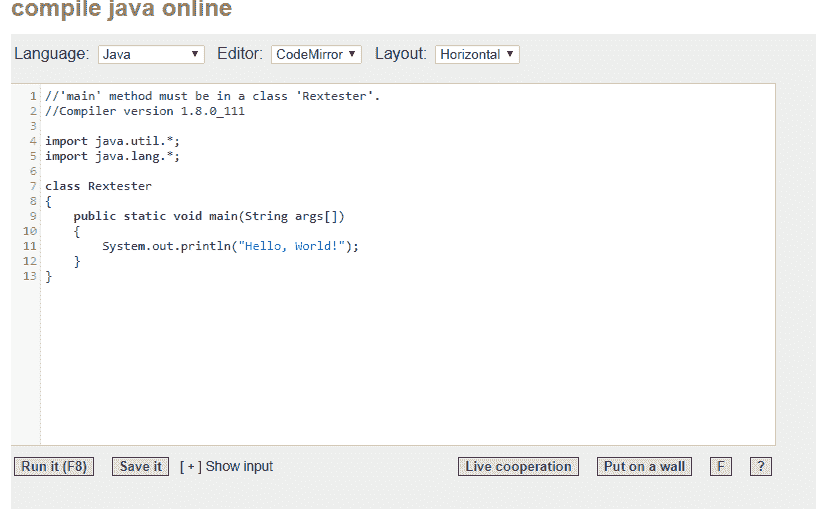 compile java online
Language: Java Editor: CodeMirror Layout: Horizontal
1 //'main' method must be in a class 'Rextester'.
2 //Compiler version 1.8.0_111
3
4 import java.util.*;
5 import java.lang.*;
6
7 class Rextester
8 {
9     public static void main(String args[])
10     {
11         System.out.println("Hello, World!");
12     }
13 }
Run it (F8) Save it [+] Show input Live cooperation Put on a wall F ?